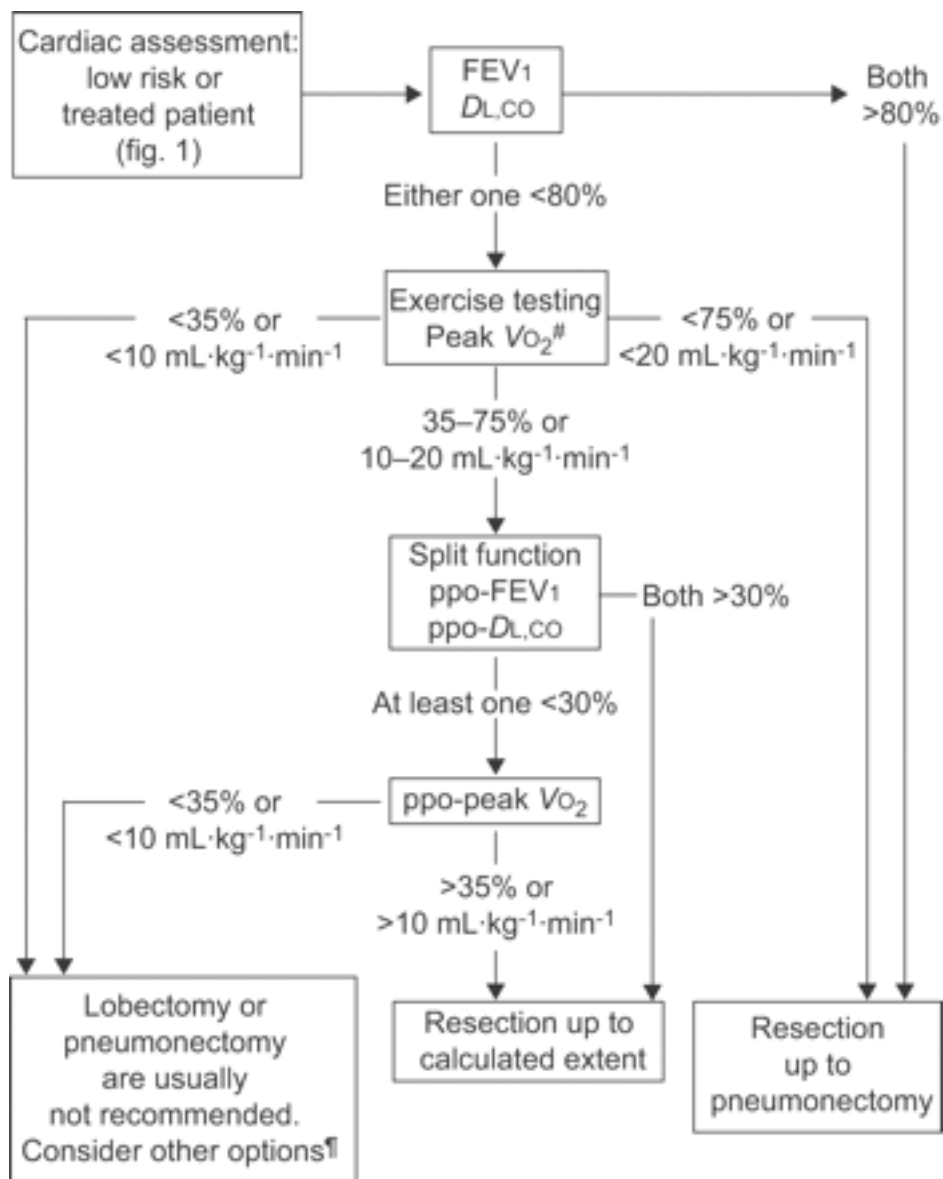 Cardiac assessment:
low risk or
treated patient
(fig. 1)
FEV1
DL,CO
Both
>80%
Either one <80%
Exercise testing
Peak VO2#
<35% or
<10 mL·kg-1·min-1
<75% or
<20 mL·kg-1·min-1
35–75% or
10–20 mL·kg-1·min-1
Split function
ppo-FEV1
ppo-DL,CO
Both >30%
At least one <30%
ppo-peak VO2
<35% or
<10 mL·kg-1·min-1
>35% or
>10 mL·kg-1·min-1
Lobectomy or
pneumonectomy
are usually
not recommended.
Consider other options¶
Resection up to
calculated extent
Resection
up to
pneumonectomy